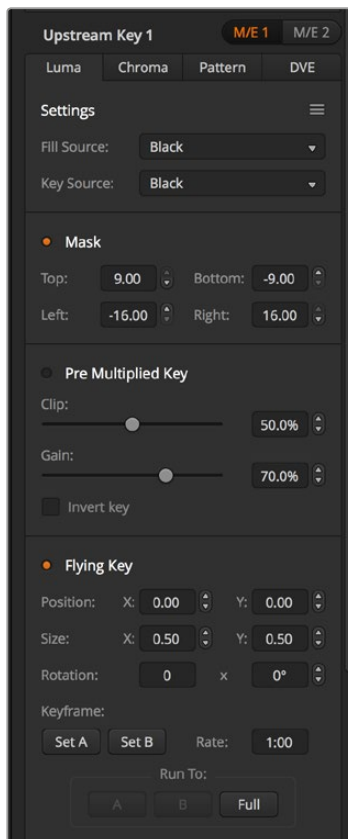 Upstream Key 1 M/E 1 M/E 2
Luma Chroma Pattern DVE
Settings
Fill Source: Black
Key Source: Black
Mask
Top: 9.00 Bottom: -9.00
Left: -16.00 Right: 16.00
Pre Multiplied Key
Clip:
50.0%
Gain:
70.0%
Invert key
Flying Key
Position: X: 0.00 Y: 0.00
Size: X: 0.50 Y: 0.50
Rotation: 0 x 0°
Keyframe:
Set A Set B Rate: 1:00
Run To:
A B Full